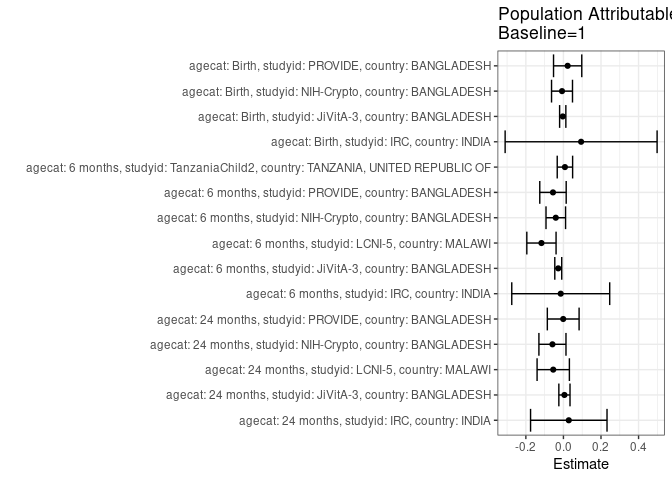 Population Attributable
Baseline=1
agecat: Birth, studyid: PROVIDE, country: BANGLADESH
agecat: Birth, studyid: NIH-Crypto, country: BANGLADESH
agecat: Birth, studyid: JiVitA-3, country: BANGLADESH
agecat: Birth, studyid: IRC, country: INDIA
agecat: 6 months, studyid: TanzaniaChild2, country: TANZANIA, UNITED REPUBLIC OF
agecat: 6 months, studyid: PROVIDE, country: BANGLADESH
agecat: 6 months, studyid: NIH-Crypto, country: BANGLADESH
agecat: 6 months, studyid: LCNI-5, country: MALAWI
agecat: 6 months, studyid: JiVitA-3, country: BANGLADESH
agecat: 6 months, studyid: IRC, country: INDIA
agecat: 24 months, studyid: PROVIDE, country: BANGLADESH
agecat: 24 months, studyid: NIH-Crypto, country: BANGLADESH
agecat: 24 months, studyid: LCNI-5, country: MALAWI
agecat: 24 months, studyid: JiVitA-3, country: BANGLADESH
agecat: 24 months, studyid: IRC, country: INDIA
-0.2 0.0 0.2 0.4
Estimate